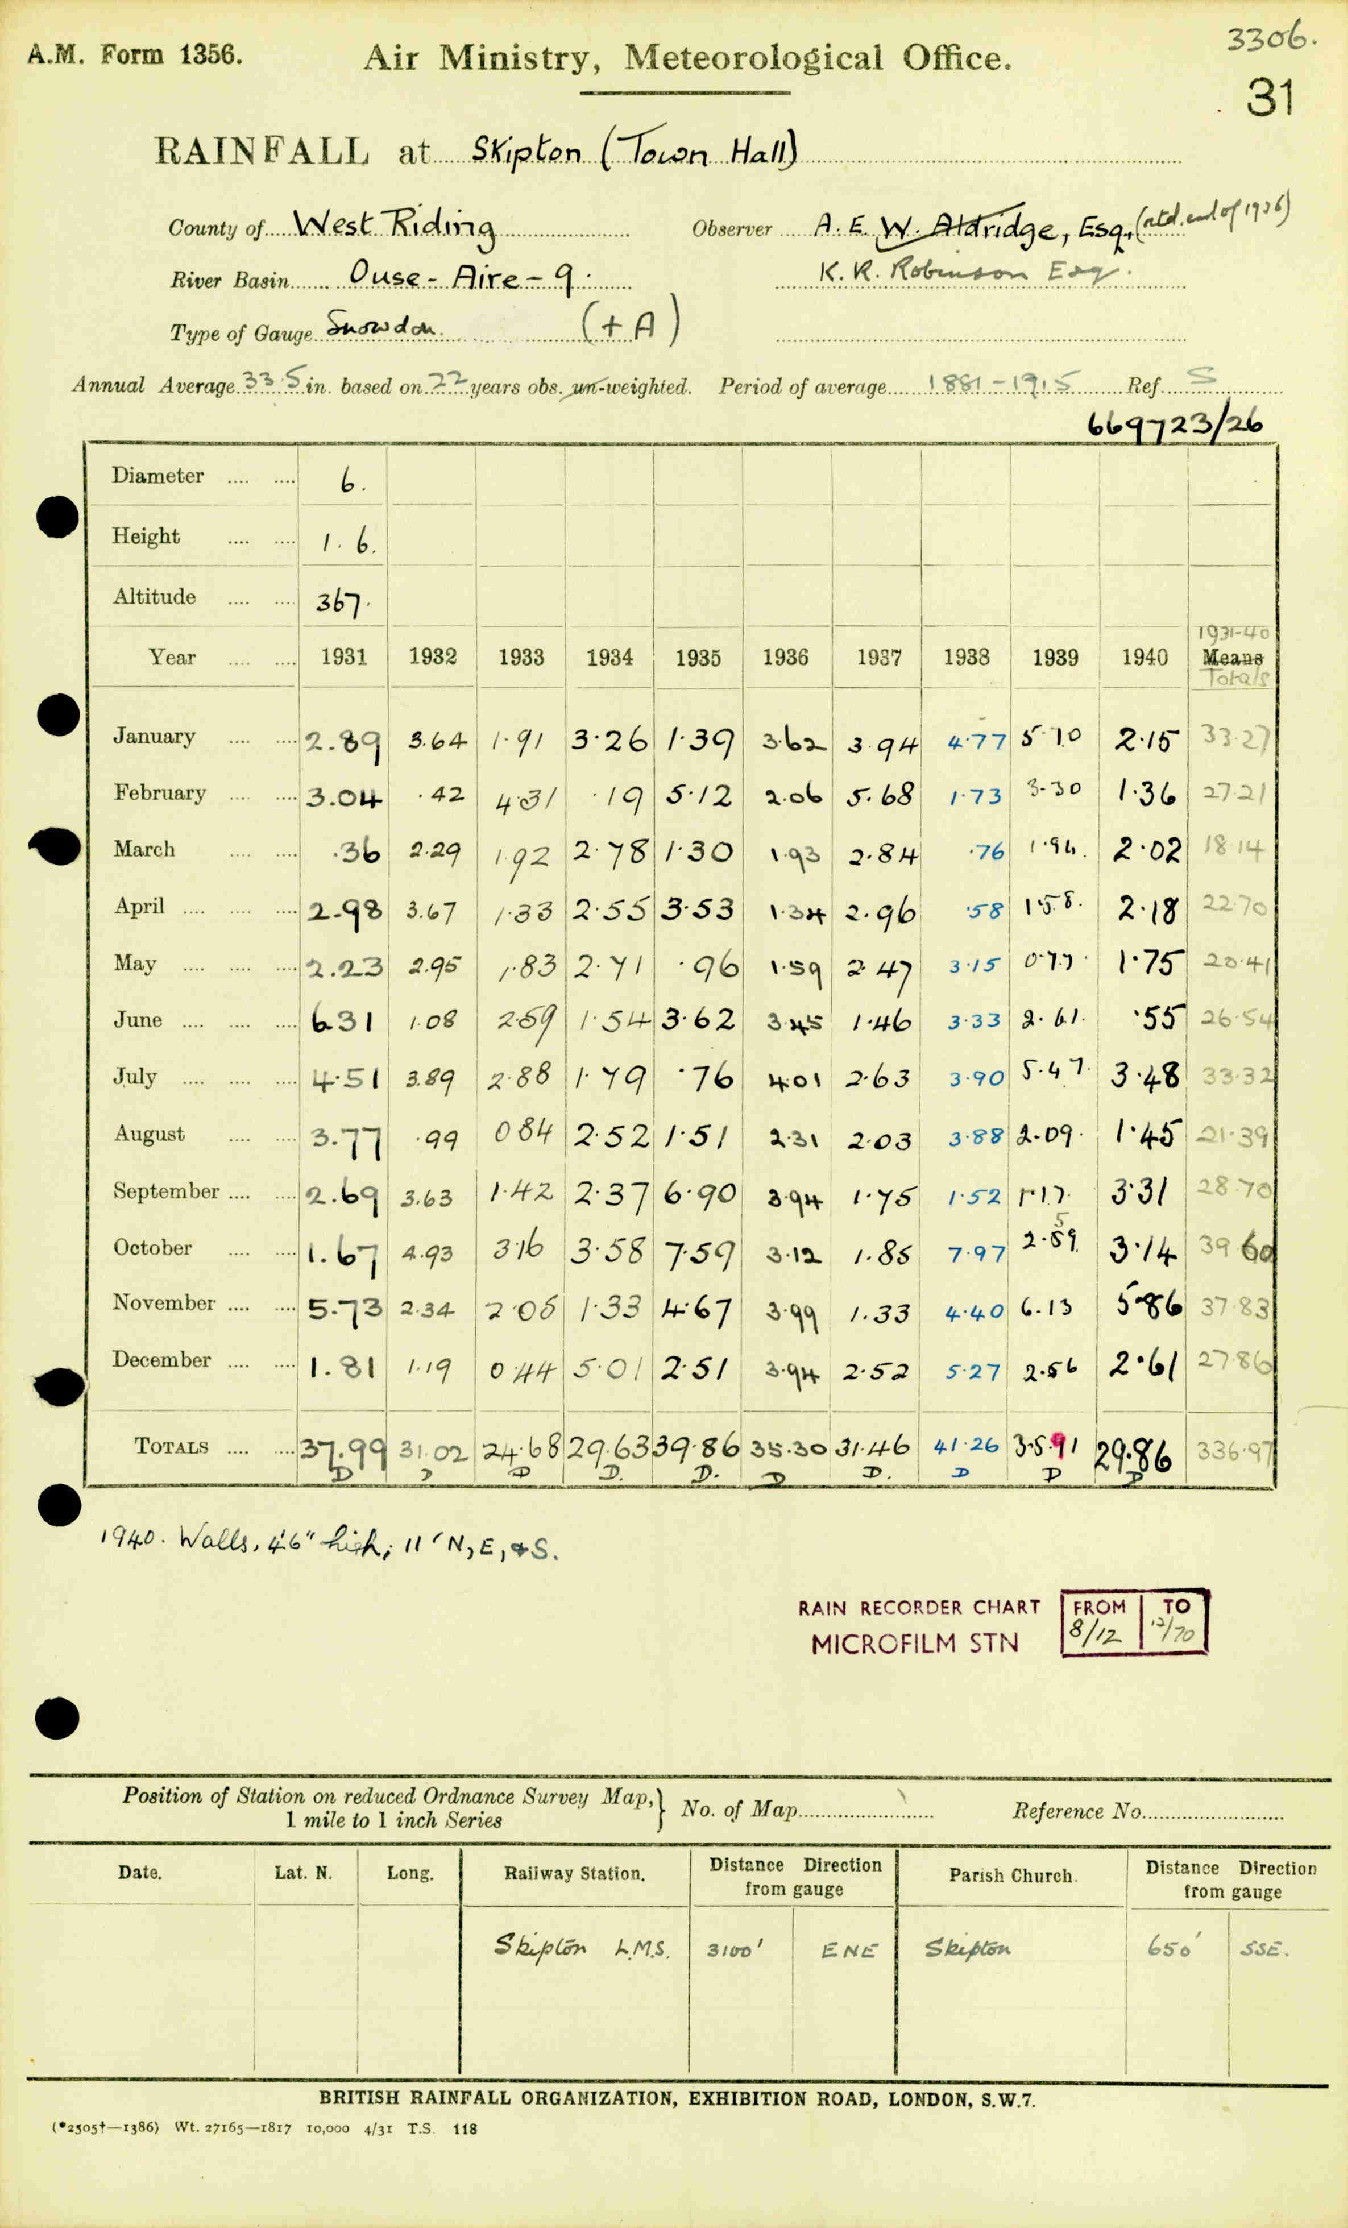 A.M. Form 1356. Air Ministry, Meteorological Office. 3306.
31
RAINFALL at Skipton (Town Hall)
County of West Riding Observer A. E. W. Aldridge, Esq. (retd. end of 1936)
River Basin Ouse - Aire - 9. K. R. Robinson Esq.
Type of Gauge Snowdon. (+ A)
Annual Average 33.5 in. based on 22 years obs. un-weighted. Period of average 1881-1915 Ref. S
669723/26
Diameter 6.
Height 1. 6.
Altitude 367.
1931-40
Year 1931 1932 1933 1934 1935 1936 1937 1938 1939 1940 Means
Totals
January 2.89 3.64 1.91 3.26 1.39 3.62 3.94 4.77 5.70 2.15 33.27
February 3.04 .42 4.31 .19 5.12 2.06 5.68 1.73 3.30 1.36 27.21
March .36 2.29 1.92 2.78 1.30 1.93 2.84 .76 1.94. 2.02 18.14
April 2.98 3.67 1.33 2.55 3.53 1.34 2.96 .58 1.58. 2.18 22.70
May 2.23 2.95 1.83 2.71 .96 1.59 2.47 3.15 0.77. 1.75 20.41
June 6.31 1.08 2.59 1.54 3.62 3.45 1.46 3.33 2.61. .55 26.54
July 4.51 3.89 2.88 1.79 .76 4.01 2.63 3.90 5.47. 3.48 33.32
August 3.77 .99 0 84 2.52 1.51 2.31 2.03 3.88 2.09. 1.45 21.39
September 2.69 3.63 1.42 2.37 6.90 3.94 1.75 1.52 1.17. 3.31 28.70
5
October 1.67 4.93 3.16 3.58 7.59 3.12 1.85 7.97 2.59 3.14 39.60
November 5.73 2.34 2.05 1.33 4.67 3.99 1.33 4.40 6.13 5.86 37.83
December 1.81 1.19 0.44 5.01 2.51 3.94 2.52 5.27 2.56 2.61 27.86
TOTALS 37.99 31.02 24.68 29.63 39.86 35.30 31.46 41.26 35.91 29.86 336.97
D D D D. D. D D. D D D
1940. Walls, 4'6" high, 11' N, E, & S.
RAIN RECORDER CHART FROM TO
MICROFILM STN 8/12 12/70
Position of Station on reduced Ordnance Survey Map,
1 mile to 1 inch Series } No. of Map Reference No.
Date. Lat. N. Long. Railway Station. Distance Direction from gauge Parish Church. Distance Direction from gauge
Skipton L.M.S. 3100' ENE Skipton 650' SSE.
BRITISH RAINFALL ORGANIZATION, EXHIBITION ROAD, LONDON, S.W.7.
(*2505†—1386) Wt. 27165—1817 10,000 4/31 T.S. 118